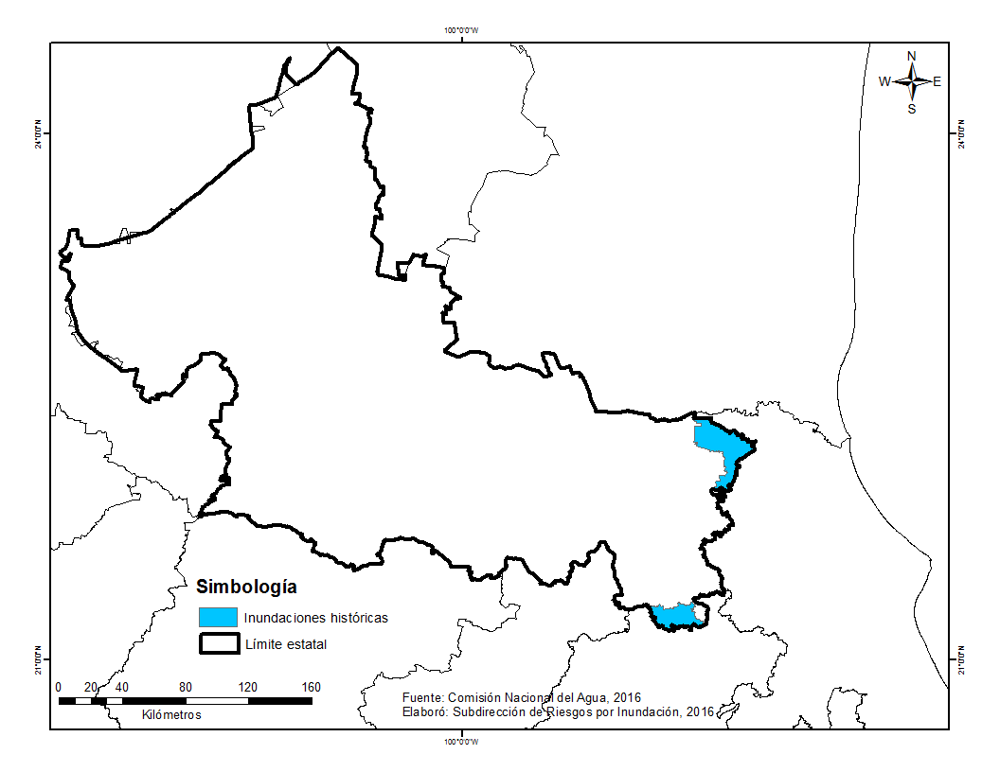 100°0'0"W
N
W E
S
24°0'0"N
24°0'0"N
Simbología
Inundaciones históricas
Límite estatal
21°0'0"N
21°0'0"N
0 20 40 80 120 160
Kilómetros
Fuente: Comisión Nacional del Agua, 2016
Elaboró: Subdirección de Riesgos por Inundación, 2016
100°0'0"W